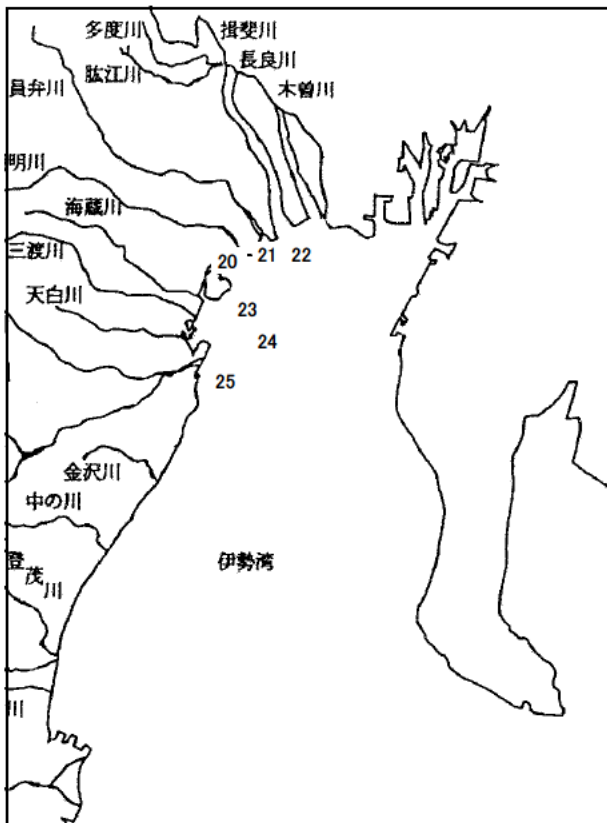 多度川 揖斐川
長良川
肱江川
木曽川
員弁川
明川
海蔵川
三渡川
20 - 21 22
天白川
23
24
25
金沢川
中の川
登茂川
伊勢湾
川